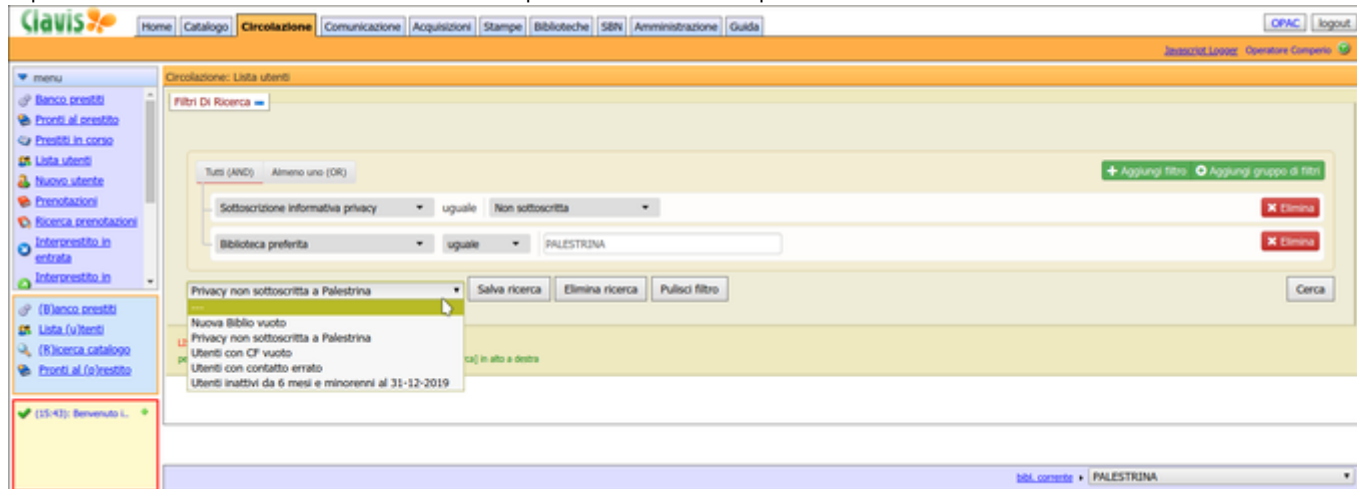 Clavis
Home Catalogo Circolazione Comunicazione Acquisizioni Stampe Biblioteche SBN Amministrazione Guida OPAC logout
Javascript Logger Operatore Comperio
menu
Circolazione: Lista utenti
Banco prestiti
Pronti al prestito
Prestiti in corso
Lista utenti
Nuovo utente
Prenotazioni
Ricerca prenotazioni
Interprestito in
entrata
Interprestito in
Filtri Di Ricerca
Tutti (AND) Almeno uno (OR) Aggiungi filtro Aggiungi gruppo di filtri
Sottoscrizione informativa privacy uguale Non sottoscritta Elimina
Biblioteca preferita uguale PALESTRINA Elimina
Privacy non sottoscritta a Palestrina Salva ricerca Elimina ricerca Pulisci filtro Cerca
---
Nuova Biblio vuoto
Privacy non sottoscritta a Palestrina
Utenti con CF vuoto
Utenti con contatto errato
Utenti inattivi da 6 mesi e minorenni al 31-12-2019
in alto a destra
(B)anco prestiti
Lista (u)tenti
(R)icerca catalogo
Pronti al (p)restito
(15:43): Benvenuto i..
bibl. corrente PALESTRINA